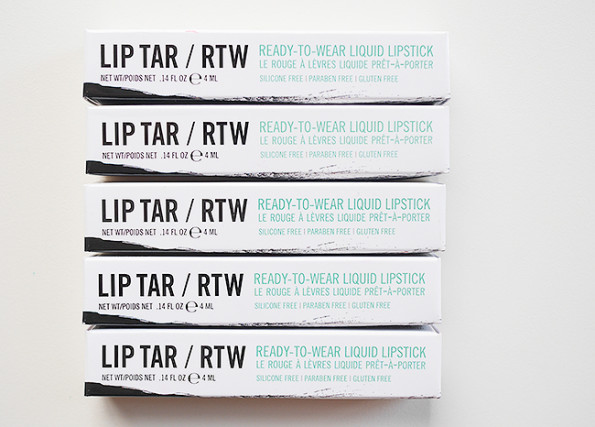 LIP TAR / RTW READY-TO-WEAR LIQUID LIPSTICK
LE ROUGE À LÈVRES LIQUIDE PRÊT-À-PORTER
NET WT/POIDS NET .14 FL OZ ℮ 4 ML SILICONE FREE | PARABEN FREE | GLUTEN FREE
LIP TAR / RTW READY-TO-WEAR LIQUID LIPSTICK
LE ROUGE À LÈVRES LIQUIDE PRÊT-À-PORTER
NET WT/POIDS NET .14 FL OZ ℮ 4 ML SILICONE FREE | PARABEN FREE | GLUTEN FREE
LIP TAR / RTW READY-TO-WEAR LIQUID LIPSTICK
LE ROUGE À LÈVRES LIQUIDE PRÊT-À-PORTER
NET WT/POIDS NET .14 FL OZ ℮ 4 ML SILICONE FREE | PARABEN FREE | GLUTEN FREE
LIP TAR / RTW READY-TO-WEAR LIQUID LIPSTICK
LE ROUGE À LÈVRES LIQUIDE PRÊT-À-PORTER
NET WT/POIDS NET .14 FL OZ ℮ 4 ML SILICONE FREE | PARABEN FREE | GLUTEN FREE
LIP TAR / RTW READY-TO-WEAR LIQUID LIPSTICK
LE ROUGE À LÈVRES LIQUIDE PRÊT-À-PORTER
NET WT/POIDS NET .14 FL OZ ℮ 4 ML SILICONE FREE | PARABEN FREE | GLUTEN FREE